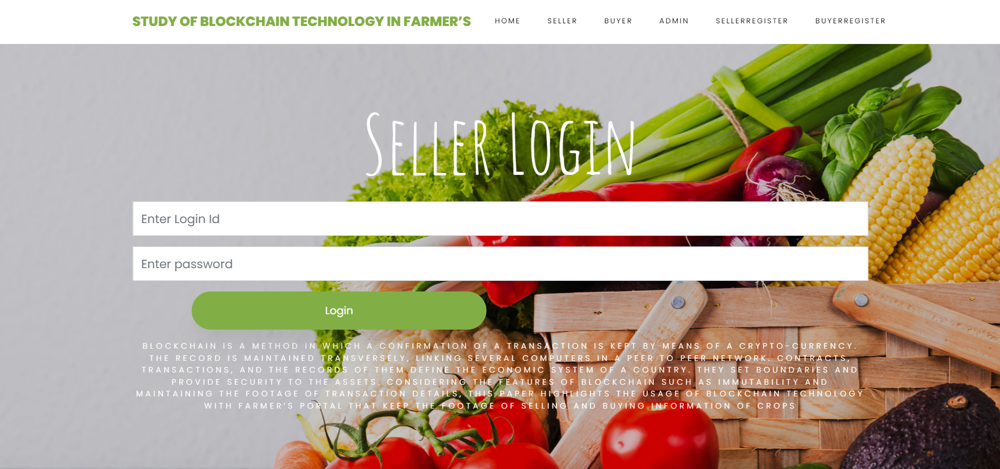 STUDY OF BLOCKCHAIN TECHNOLOGY IN FARMER'S HOME SELLER BUYER ADMIN SELLERREGISTER BUYERREGISTER
SELLER LOGIN
Enter Login Id
Enter password
Login
BLOCKCHAIN IS A METHOD IN WHICH A CONFIRMATION OF A TRANSACTION IS KEPT BY MEANS OF A CRYPTO-CURRENCY.
THE RECORD IS MAINTAINED TRANSVERSELY, LINKING SEVERAL COMPUTERS IN A PEER TO PEER NETWORK. CONTRACTS,
TRANSACTIONS, AND THE RECORDS OF THEM DEFINE THE ECONOMIC SYSTEM OF A COUNTRY. THEY SET BOUNDARIES AND
PROVIDE SECURITY TO THE ASSETS. CONSIDERING THE FEATURES OF BLOCKCHAIN SUCH AS IMMUTABILITY AND
MAINTAINING THE FOOTAGE OF TRANSACTION DETAILS, THIS PAPER HIGHLIGHTS THE USAGE OF BLOCKCHAIN TECHNOLOGY
WITH FARMER'S PORTAL THAT KEEP THE FOOTAGE OF SELLING AND BUYING INFORMATION OF CROPS